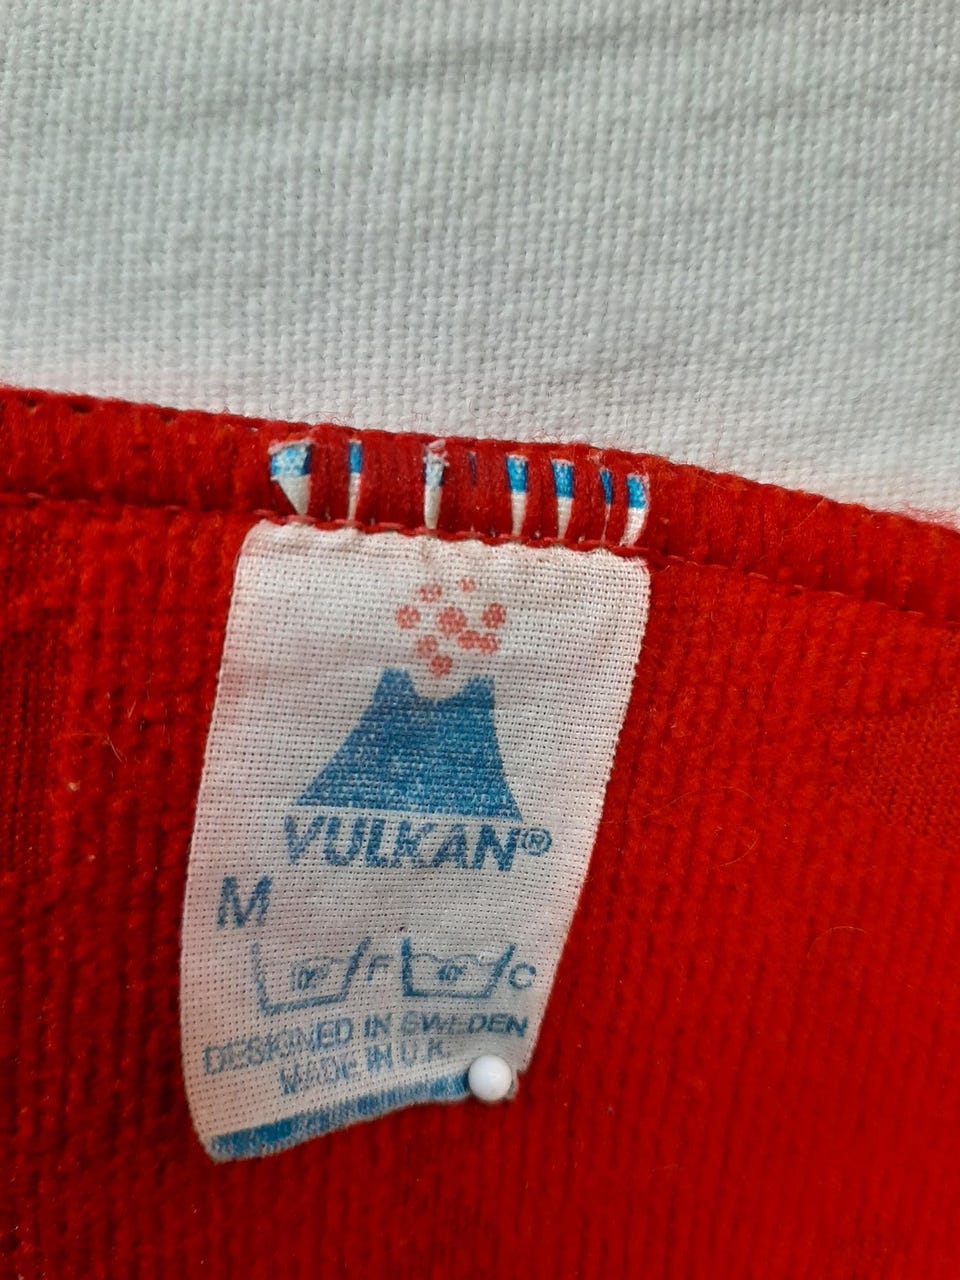 VULKAN®
M
F C
DESIGNED IN SWEDEN
MADE IN U.K.